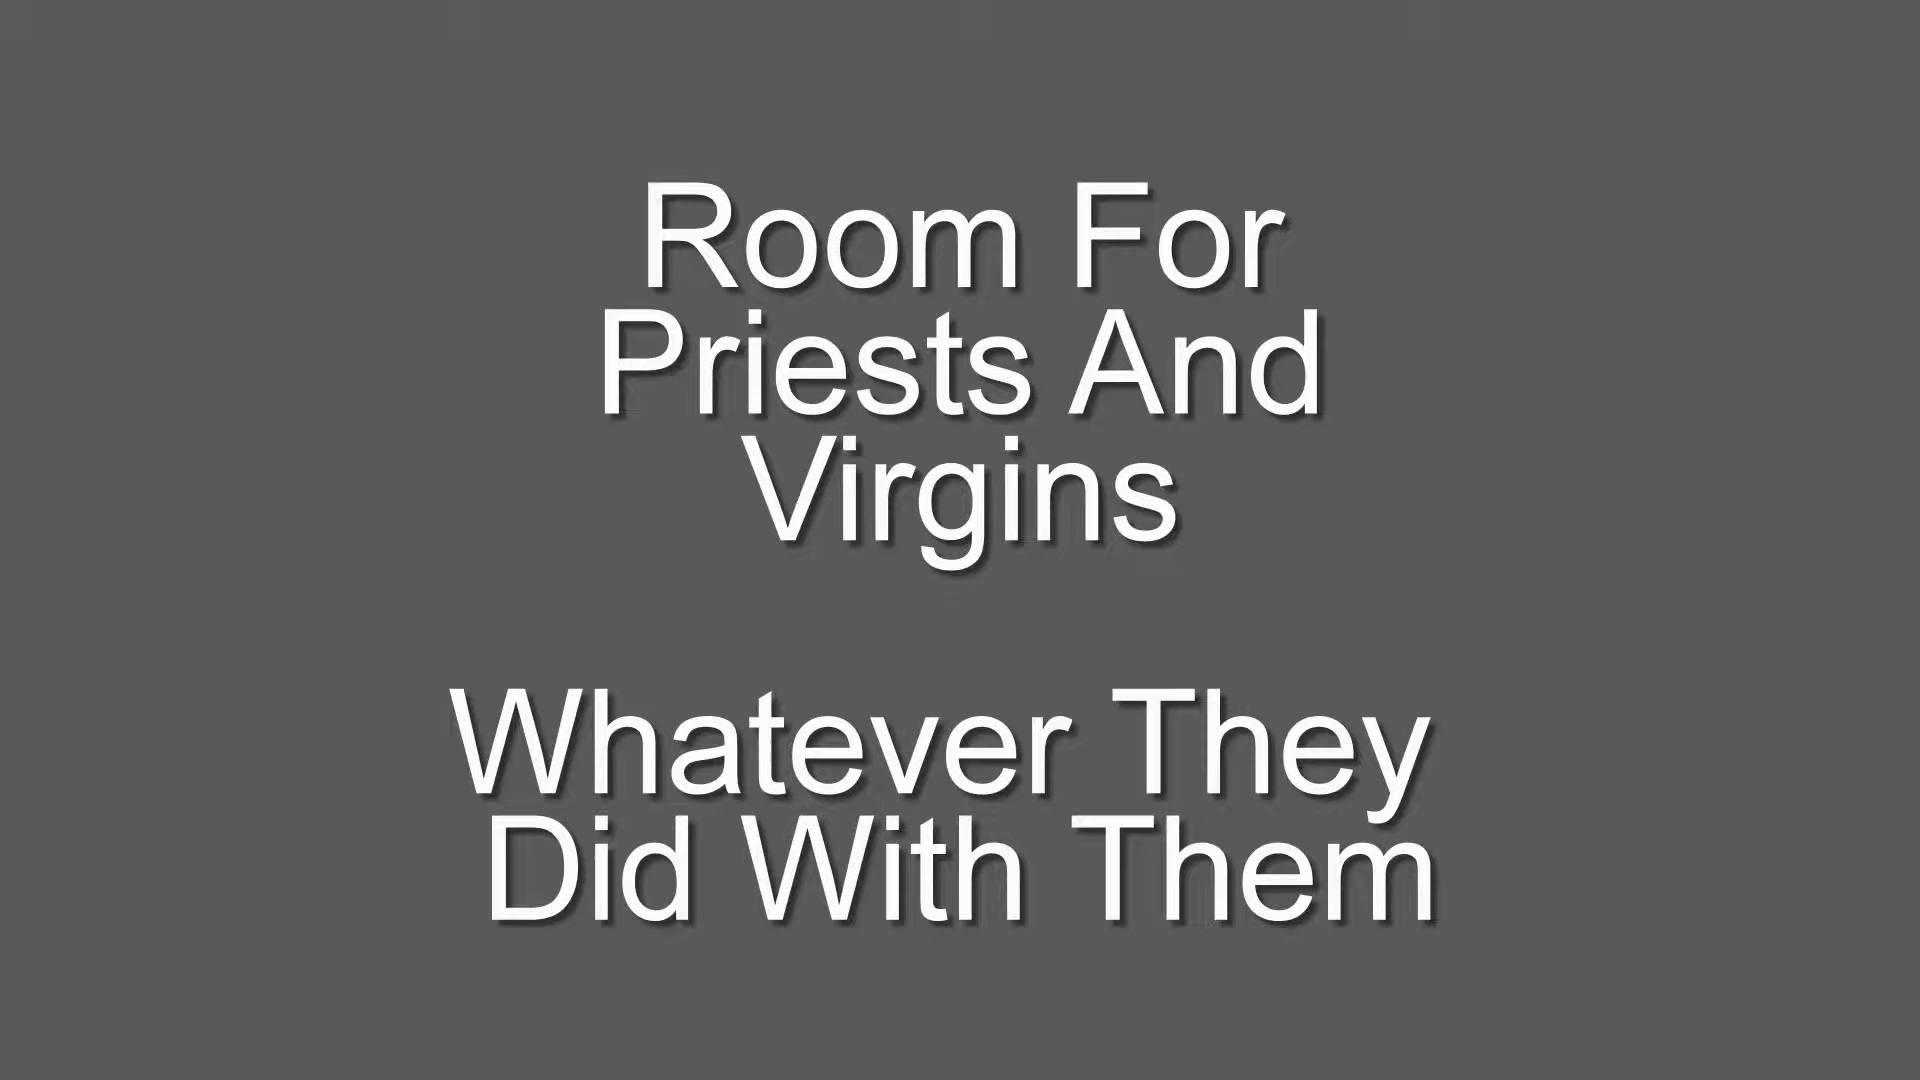 Room For
Priests And
Virgins
Whatever They
Did With Them